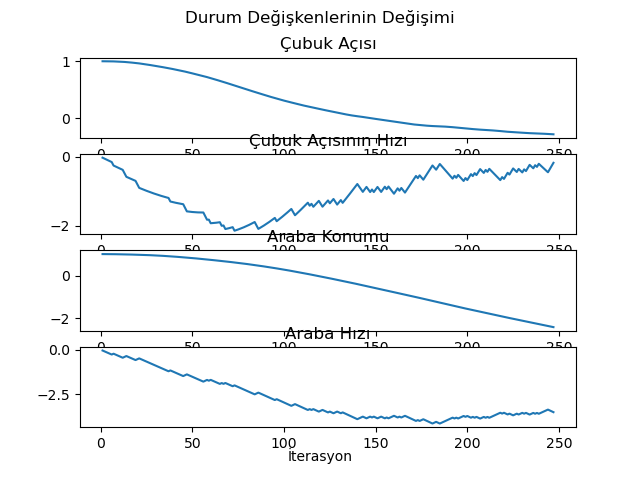 Durum Değişkenlerinin Değişimi
Çubuk Açısı
1
0
0 50 100 150 200 250
Çubuk Açısının Hızı
0
−2
0 50 100 150 200 250
Araba Konumu
0
−2
0 50 100 150 200 250
Araba Hızı
0.0
−2.5
0 50 100 150 200 250
Iterasyon